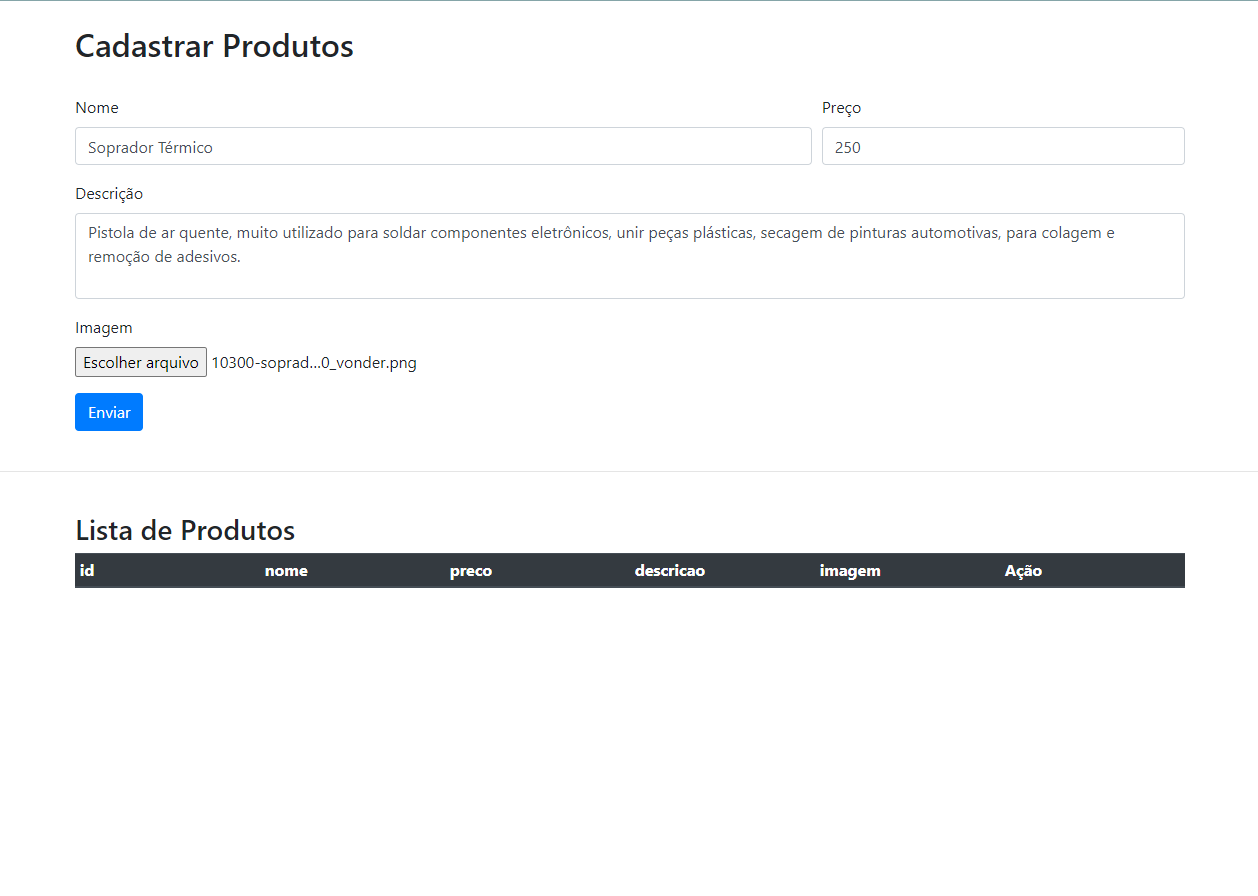 Cadastrar Produtos
Nome Preço
Soprador Térmico 250
Descrição
Pistola de ar quente, muito utilizado para soldar componentes eletrônicos, unir peças plásticas, secagem de pinturas automotivas, para colagem e
remoção de adesivos.
Imagem
Escolher arquivo 10300-soprad...0_vonder.png
Enviar
Lista de Produtos
id nome preco descricao imagem Ação